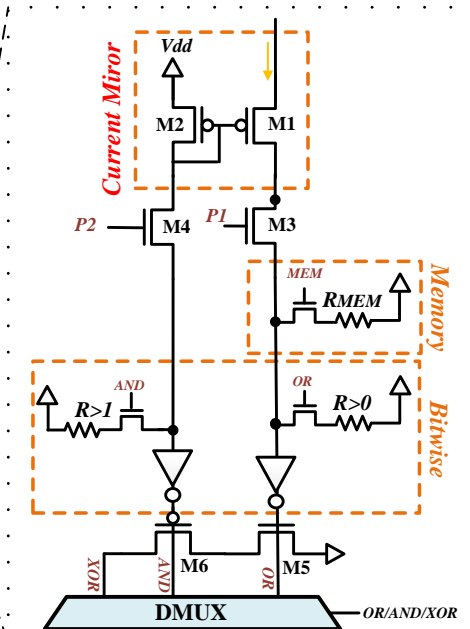 Vdd
Current Miror
M2
M1
P2
M4
P1
M3
MEM
RMEM
Memory
AND
R>1
OR
R>0
Bitwise
XOR
M6
AND
OR
M5
DMUX
OR/AND/XOR